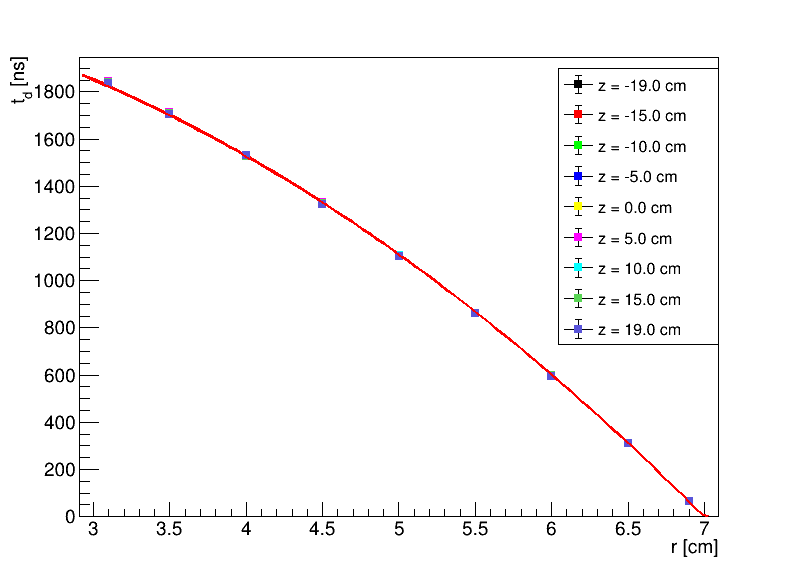 t_d [ns]
1800
1600
1400
1200
1000
800
600
400
200
0
3 3.5 4 4.5 5 5.5 6 6.5 7
r [cm]
z = -19.0 cm
z = -15.0 cm
z = -10.0 cm
z = -5.0 cm
z = 0.0 cm
z = 5.0 cm
z = 10.0 cm
z = 15.0 cm
z = 19.0 cm